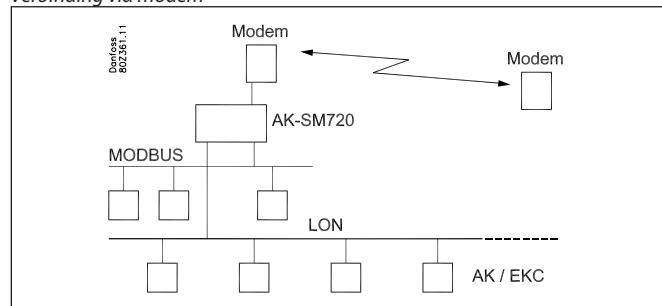 Verbinding via modem
Danfoss
80Z361.11
Modem
Modem
AK-SM720
MODBUS
LON
AK / EKC